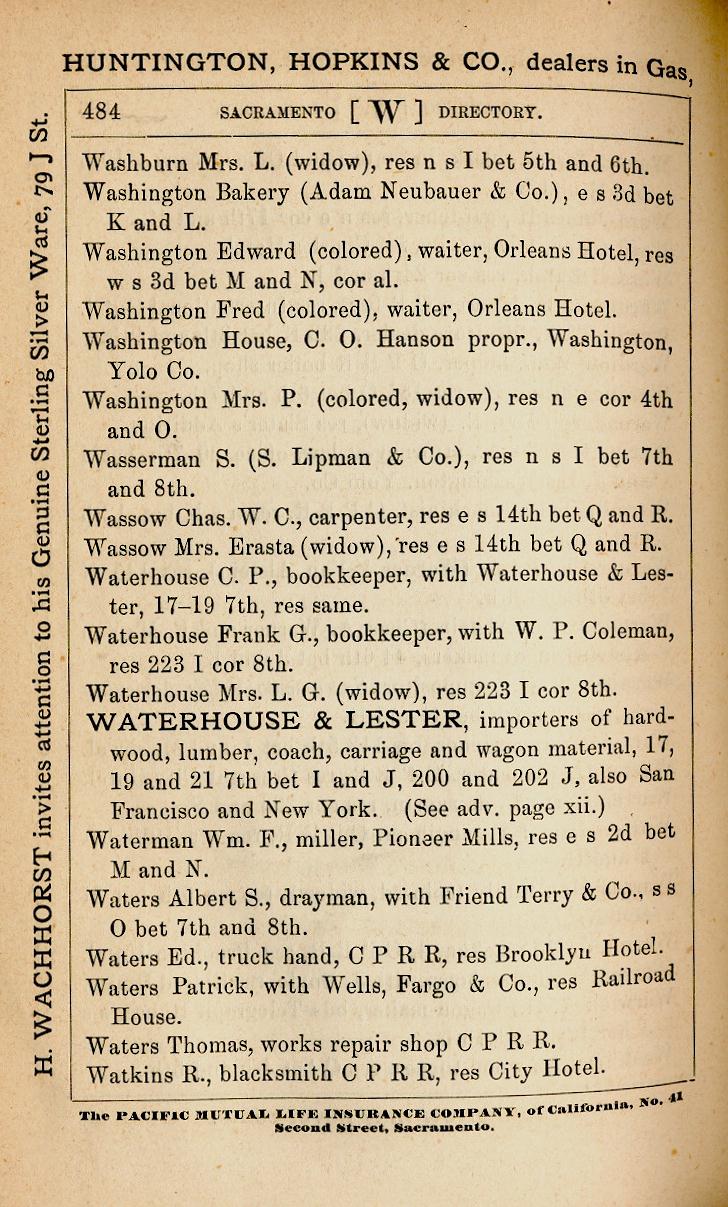 HUNTINGTON, HOPKINS & CO., dealers in Gas,
484 SACRAMENTO [ W ] DIRECTORY.
Washburn Mrs. L. (widow), res n s I bet 5th and 6th.
Washington Bakery (Adam Neubauer & Co.), e s 3d bet
K and L.
Washington Edward (colored), waiter, Orleans Hotel, res
w s 3d bet M and N, cor al.
Washington Fred (colored), waiter, Orleans Hotel.
Washington House, C. O. Hanson propr., Washington,
Yolo Co.
Washington Mrs. P. (colored, widow), res n e cor 4th
and O.
Wasserman S. (S. Lipman & Co.), res n s I bet 7th
and 8th.
Wassow Chas. W. C., carpenter, res e s 14th bet Q and R.
Wassow Mrs. Erasta (widow), res e s 14th bet Q and R.
Waterhouse C. P., bookkeeper, with Waterhouse & Les-
ter, 17–19 7th, res same.
Waterhouse Frank G., bookkeeper, with W. P. Coleman,
res 223 I cor 8th.
Waterhouse Mrs. L. G. (widow), res 223 I cor 8th.
WATERHOUSE & LESTER, importers of hard-
wood, lumber, coach, carriage and wagon material, 17,
19 and 21 7th bet I and J, 200 and 202 J, also San
Francisco and New York. (See adv. page xii.)
Waterman Wm. F., miller, Pioneer Mills, res e s 2d bet
M and N.
Waters Albert S., drayman, with Friend Terry & Co., s s
O bet 7th and 8th.
Waters Ed., truck hand, C P R R, res Brooklyn Hotel.
Waters Patrick, with Wells, Fargo & Co., res Railroad
House.
Waters Thomas, works repair shop C P R R.
Watkins R., blacksmith C P R R, res City Hotel.
The PACIFIC MUTUAL LIFE INSURANCE COMPANY, of California, No. 41
Second Street, Sacramento.
H. WACHHORST invites attention to his Genuine Sterling Silver Ware, 79 J St.